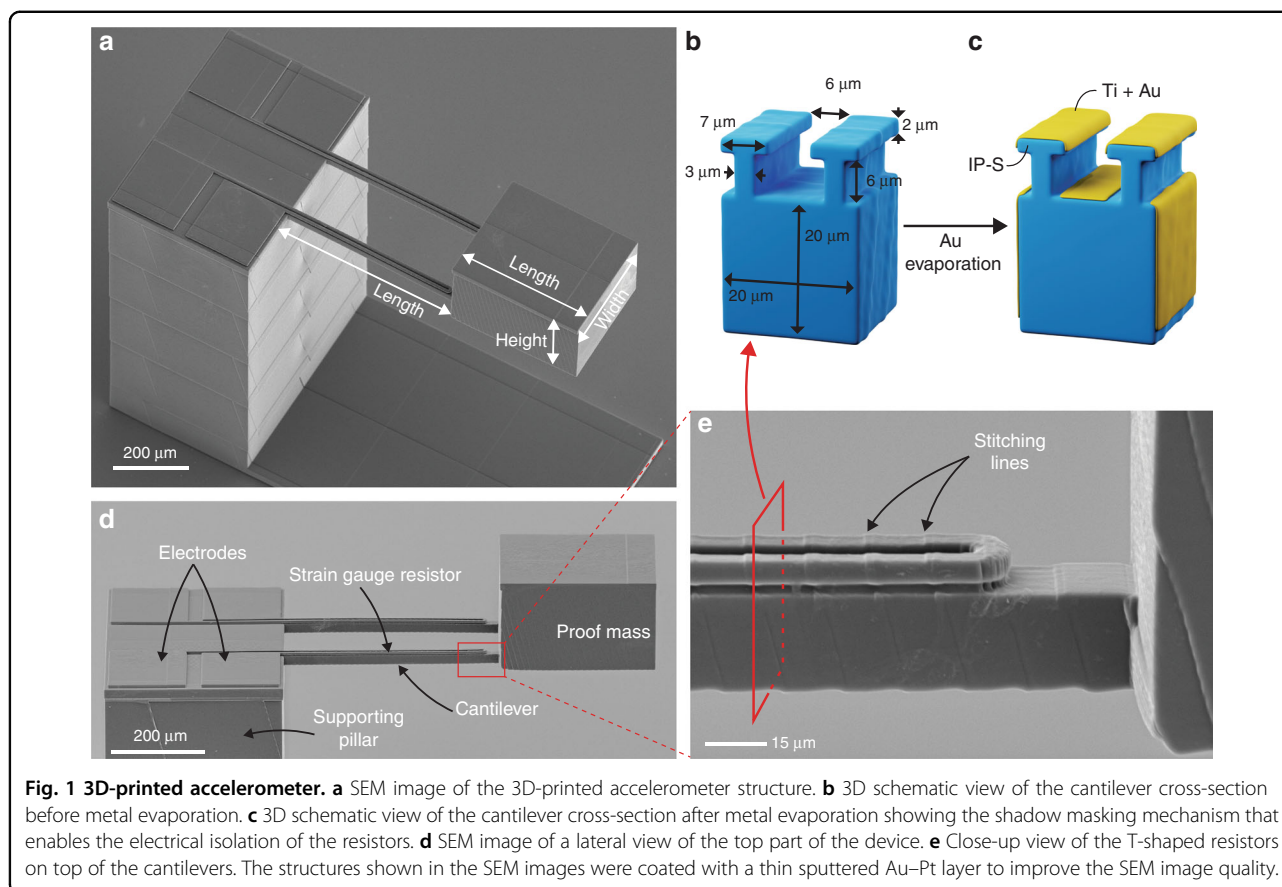 a
Length
Length
Width
Height
200 µm
b
6 µm
7 µm
2 µm
3 µm
6 µm
20 µm
20 µm
Au
evaporation
c
Ti + Au
IP-S
d
Electrodes
Strain gauge resistor
Proof mass
Cantilever
Supporting
pillar
200 µm
e
Stitching
lines
15 µm
Fig. 1 3D-printed accelerometer. a SEM image of the 3D-printed accelerometer structure. b 3D schematic view of the cantilever cross-section
before metal evaporation. c 3D schematic view of the cantilever cross-section after metal evaporation showing the shadow masking mechanism that
enables the electrical isolation of the resistors. d SEM image of a lateral view of the top part of the device. e Close-up view of the T-shaped resistors
on top of the cantilevers. The structures shown in the SEM images were coated with a thin sputtered Au–Pt layer to improve the SEM image quality.